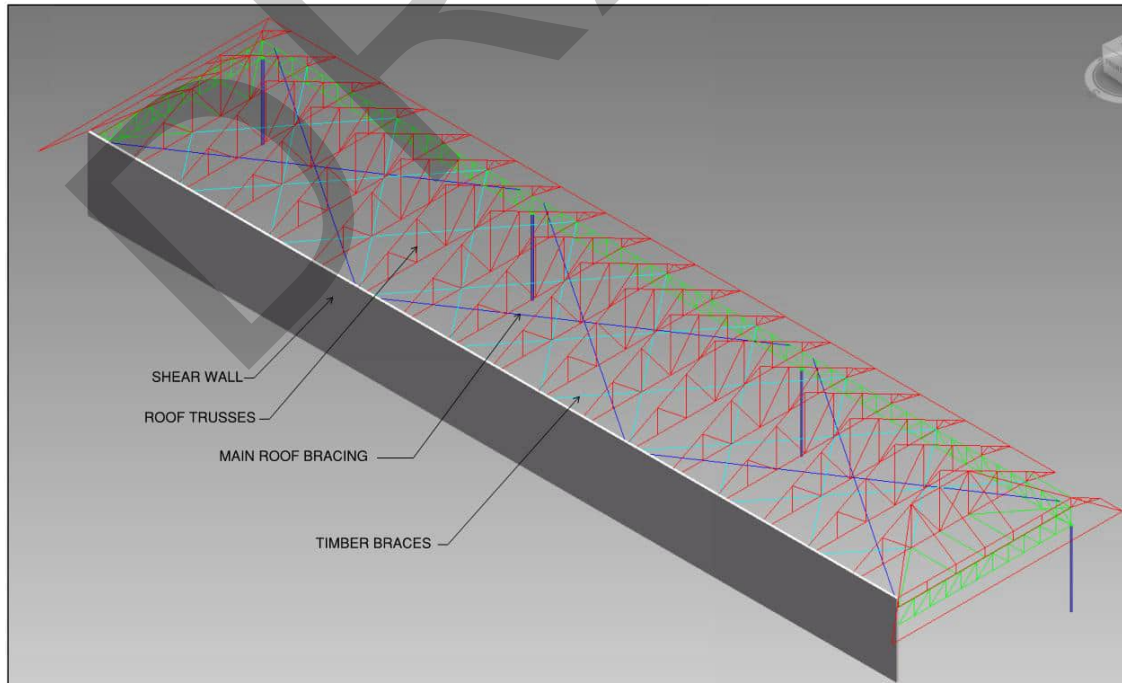 SHEAR WALL
ROOF TRUSSES
MAIN ROOF BRACING
TIMBER BRACES